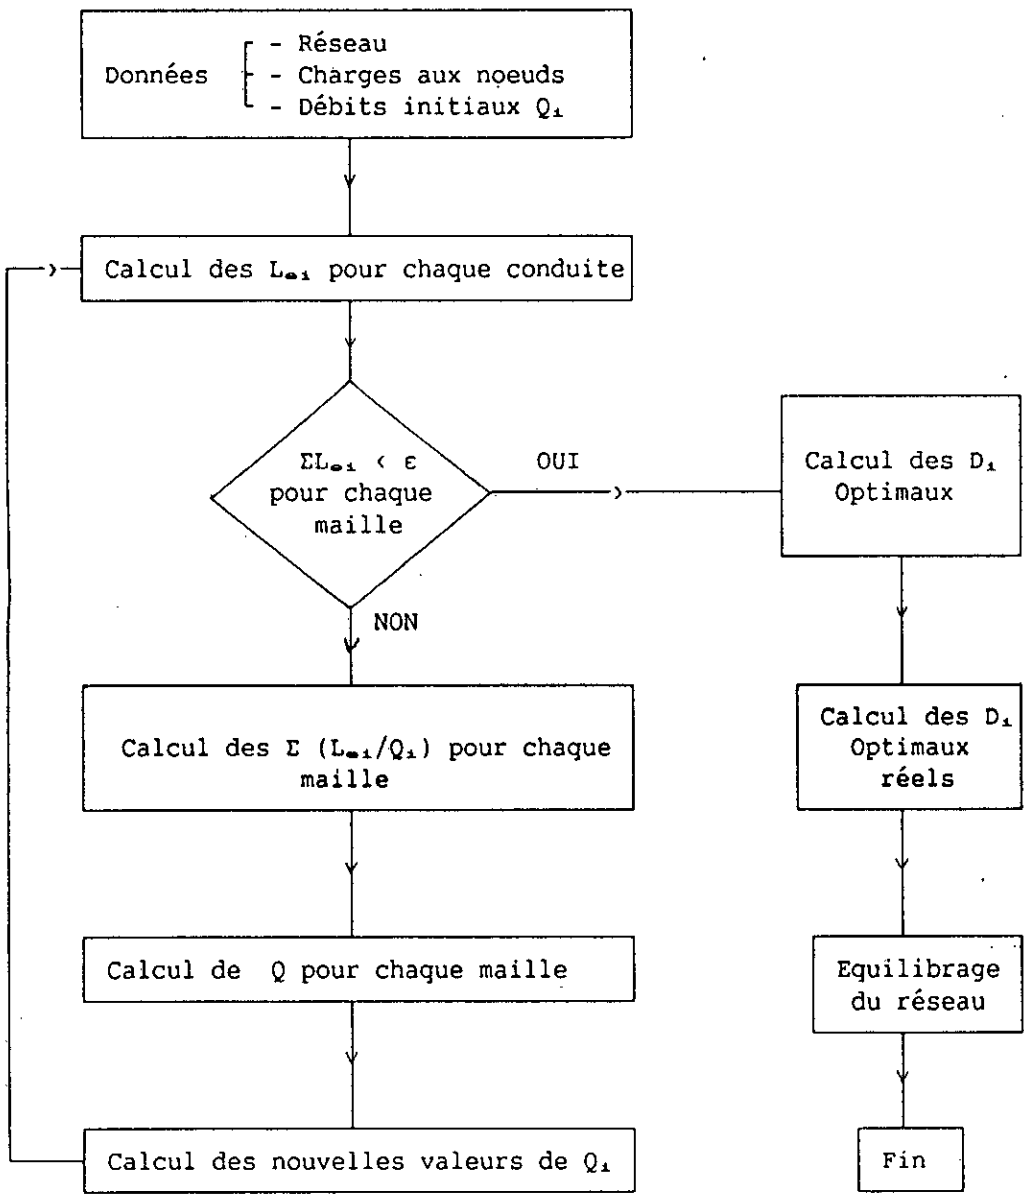 Données
- Réseau
- Charges aux noeuds
- Débits initiaux Qᵢ
Calcul des Lₑᵢ pour chaque conduite
ΣLₑᵢ < ε
pour chaque
maille
OUI
NON
Calcul des Dᵢ
Optimaux
Calcul des Σ (Lₑᵢ/Qᵢ) pour chaque
maille
Calcul des Dᵢ
Optimaux
réels
Calcul de Q pour chaque maille
Equilibrage
du réseau
Calcul des nouvelles valeurs de Qᵢ
Fin